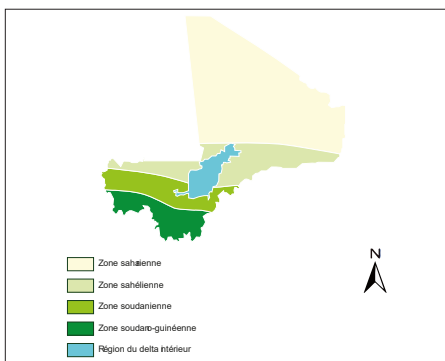 N
Zone saharienne
Zone sahélienne
Zone soudanienne
Zone soudano-guinéenne
Région du delta intérieur